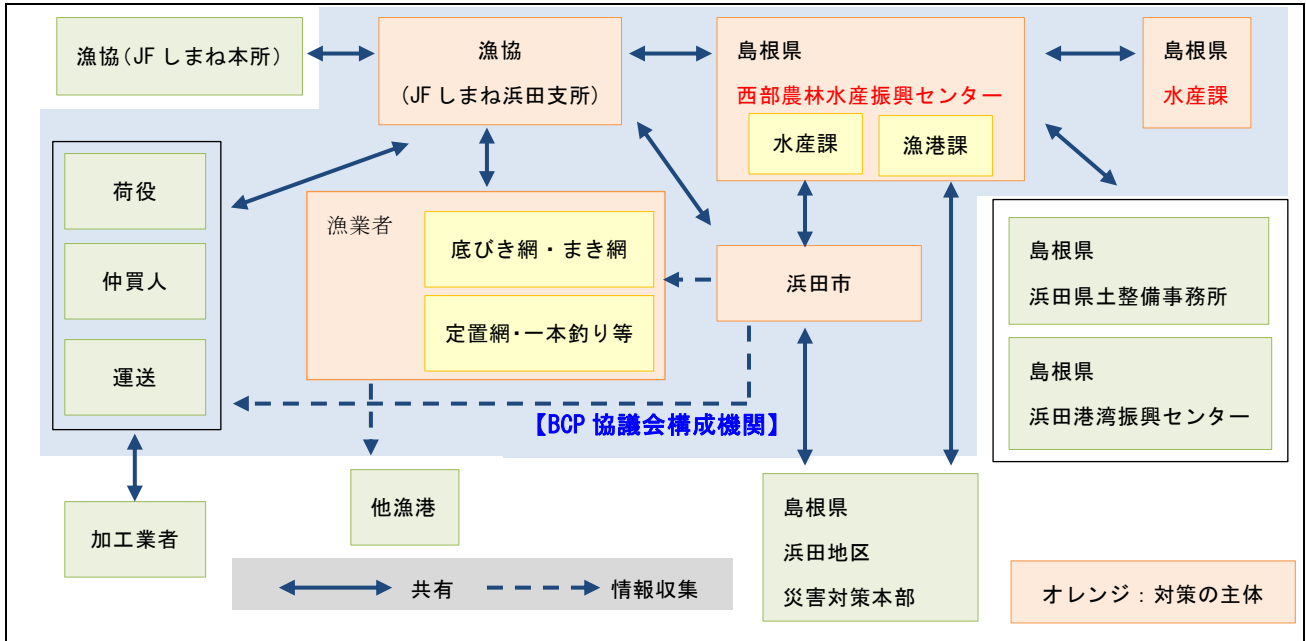 漁協(JFしまね本所)
漁協
(JFしまね浜田支所)
島根県
西部農林水産振興センター
水産課
漁港課
島根県
水産課
荷役
仲買人
運送
漁業者
底びき網・まき網
定置網・一本釣り等
浜田市
島根県
浜田県土整備事務所
島根県
浜田港湾振興センター
【BCP協議会構成機関】
加工業者
他漁港
島根県
浜田地区
災害対策本部
共有
情報収集
オレンジ：対策の主体